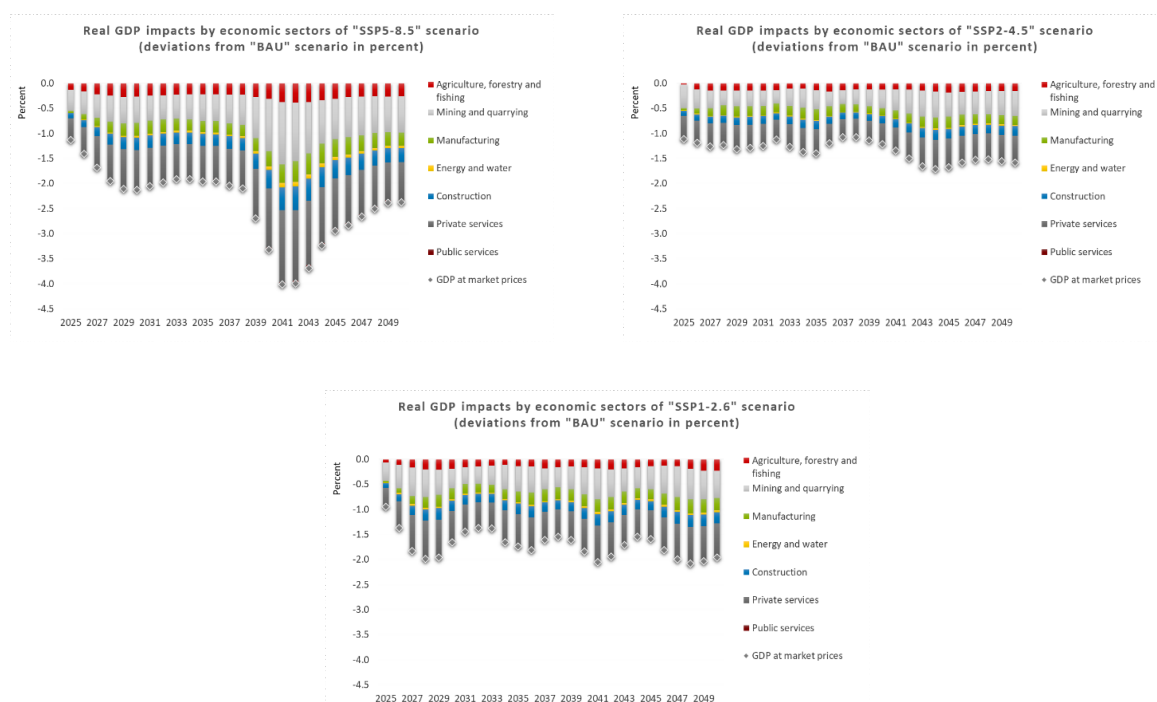 Real GDP impacts by economic sectors of "SSP5-8.5" scenario
(deviations from "BAU" scenario in percent)
Percent
0.0
-0.5
-1.0
-1.5
-2.0
-2.5
-3.0
-3.5
-4.0
-4.5
2025 2027 2029 2031 2033 2035 2037 2039 2041 2043 2045 2047 2049
Agriculture, forestry and
fishing
Mining and quarrying
Manufacturing
Energy and water
Construction
Private services
Public services
GDP at market prices
Real GDP impacts by economic sectors of "SSP2-4.5" scenario
(deviations from "BAU" scenario in percent)
Percent
0.0
-0.5
-1.0
-1.5
-2.0
-2.5
-3.0
-3.5
-4.0
-4.5
2025 2027 2029 2031 2033 2035 2037 2039 2041 2043 2045 2047 2049
Agriculture, forestry and
fishing
Mining and quarrying
Manufacturing
Energy and water
Construction
Private services
Public services
GDP at market prices
Real GDP impacts by economic sectors of "SSP1-2.6" scenario
(deviations from "BAU" scenario in percent)
Percent
0.0
-0.5
-1.0
-1.5
-2.0
-2.5
-3.0
-3.5
-4.0
-4.5
2025 2027 2029 2031 2033 2035 2037 2039 2041 2043 2045 2047 2049
Agriculture, forestry and
fishing
Mining and quarrying
Manufacturing
Energy and water
Construction
Private services
Public services
GDP at market prices